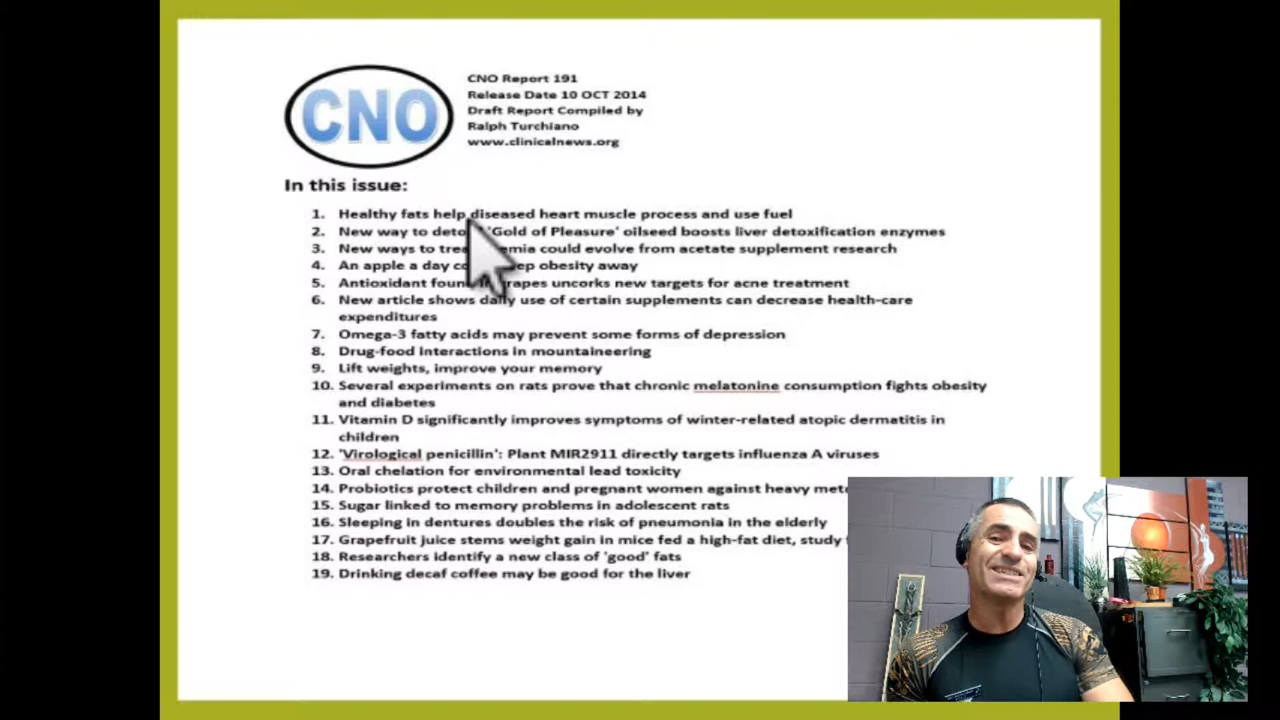 CNO
CNO Report 191
Release Date 10 OCT 2014
Draft Report Compiled by
Ralph Turchiano
www.clinicalnews.org
In this issue:
1. Healthy fats help diseased heart muscle process and use fuel
2. New way to 'Gold of Pleasure' oilseed boosts liver detoxification enzymes
3. New ways to could evolve from acetate supplement research
4. An apple a day obesity away
5. Antioxidant uncorks new targets for acne treatment
6. New article shows daily use of certain supplements can decrease health-care
expenditures
7. Omega-3 fatty acids may prevent some forms of depression
8. Drug-food interactions in mountaineering
9. Lift weights, improve your memory
10. Several experiments on rats prove that chronic melatonine consumption fights obesity
and diabetes
11. Vitamin D significantly improves symptoms of winter-related atopic dermatitis in
children
12. 'Virological penicillin': Plant MIR2911 directly targets influenza A viruses
13. Oral chelation for environmental lead toxicity
14. Probiotics protect children and pregnant women against heavy
15. Sugar linked to memory problems in adolescent rats
16. Sleeping in dentures doubles the risk of pneumonia in the elderly
17. Grapefruit juice stems weight gain in mice fed a high-fat diet, study
18. Researchers identify a new class of 'good' fats
19. Drinking decaf coffee may be good for the liver